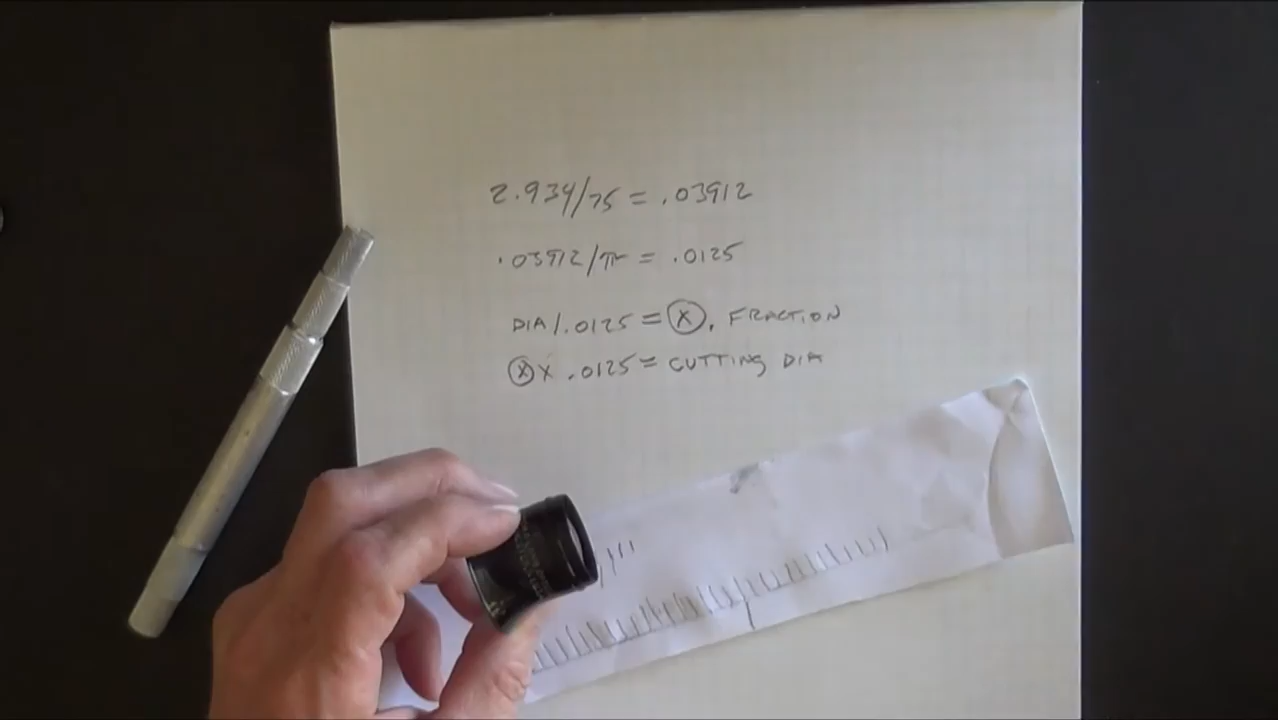 2.934/75 = .03912
.03912/π = .0125
DIA/.0125 = Ⓧ. FRACTION
Ⓧ x .0125 = CUTTING DIA